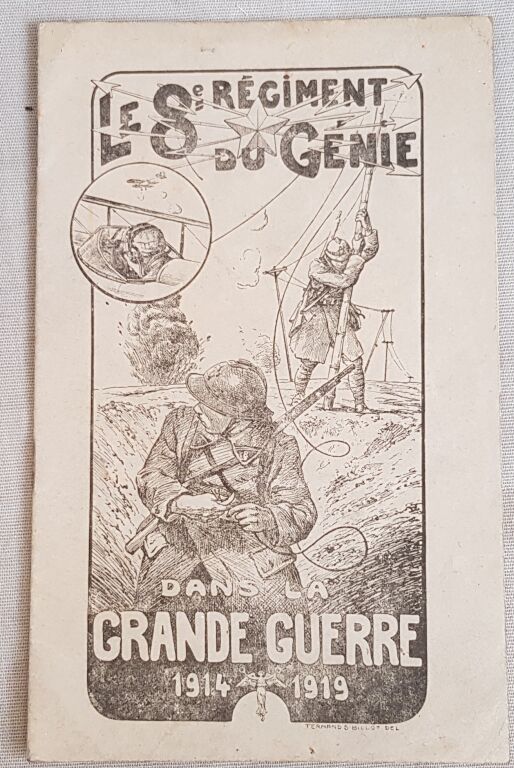 LE 8e RÉGIMENT
DU GÉNIE
DANS LA
GRANDE GUERRE
1914 1919
FERNAND S BILLOT DEL